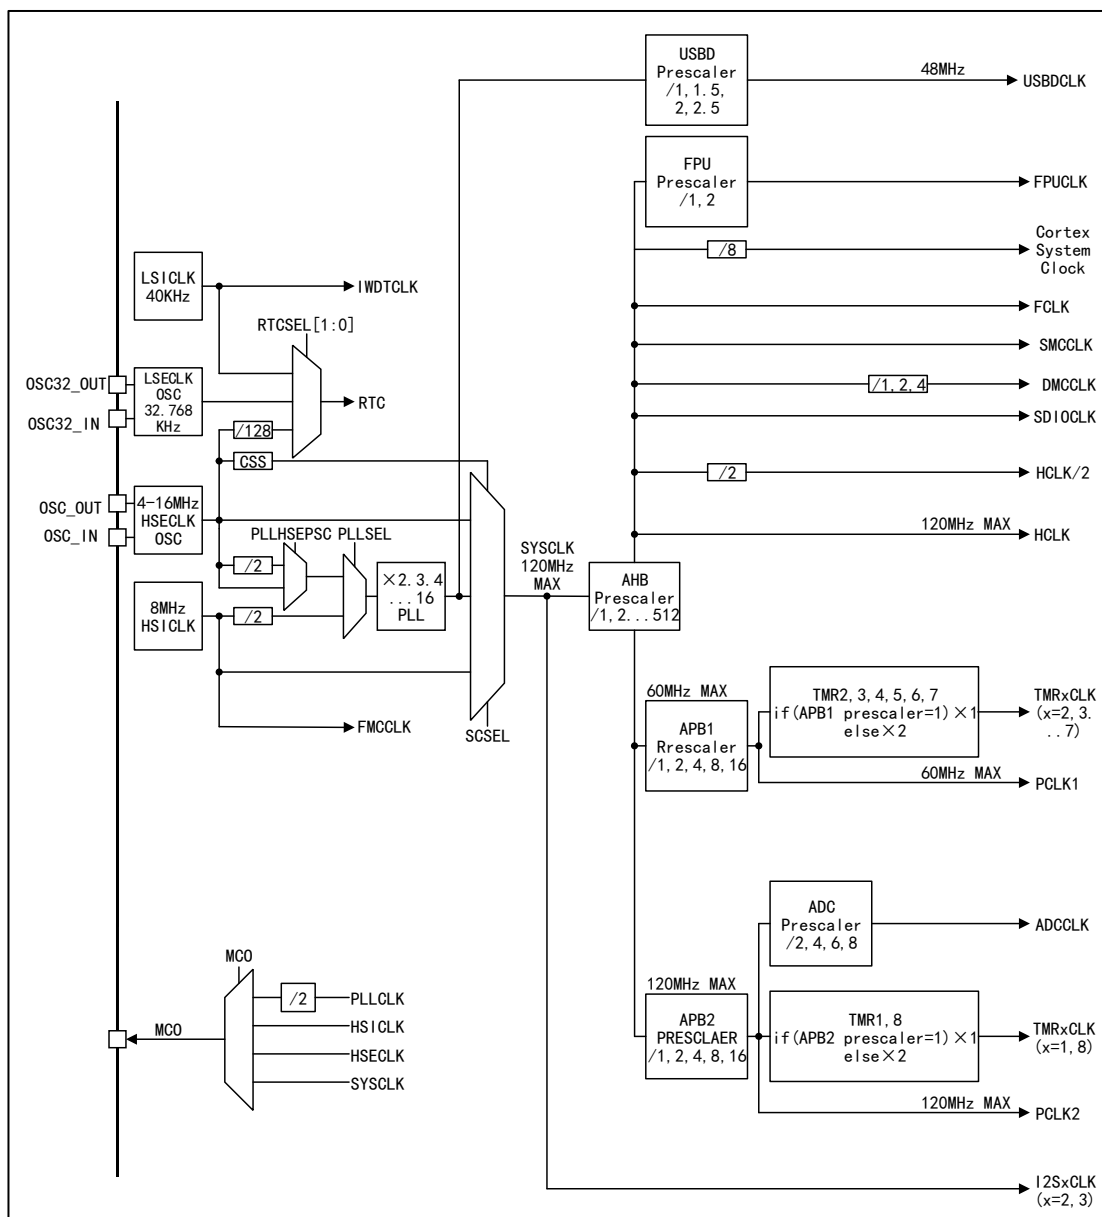 USBD
Prescaler
/1, 1.5,
2, 2.5
48MHz
USBDCLK
FPU
Prescaler
/1, 2
FPUCLK
/8
Cortex
System
Clock
LSICLK
40KHz
IWDTCLK
FCLK
RTCSEL[1:0]
SMCCLK
OSC32_OUT
OSC32_IN
LSECLK
OSC
32.768
KHz
RTC
/1, 2, 4
DMCCLK
SDIOCLK
/128
CSS
/2
HCLK/2
OSC_OUT
OSC_IN
4-16MHz
HSECLK
OSC
120MHz MAX
HCLK
PLLHSEPSC
PLLSEL
SYSCLK
120MHz
MAX
/2
×2.3.4
...16
PLL
AHB
Prescaler
/1, 2...512
8MHz
HSICLK
/2
FMCCLK
SCSEL
60MHz MAX
APB1
Rrescaler
/1, 2, 4, 8, 16
TMR2, 3, 4, 5, 6, 7
if(APB1 prescaler=1)×1
else×2
TMRxCLK
(x=2, 3.
..7)
60MHz MAX
PCLK1
ADC
Prescaler
/2, 4, 6, 8
ADCCLK
MCO
/2
PLLCLK
HSICLK
HSECLK
SYSCLK
MCO
120MHz MAX
APB2
PRESCLAER
/1, 2, 4, 8, 16
TMR1, 8
if(APB2 prescaler=1)×1
else×2
TMRxCLK
(x=1, 8)
120MHz MAX
PCLK2
I2SxCLK
(x=2, 3)